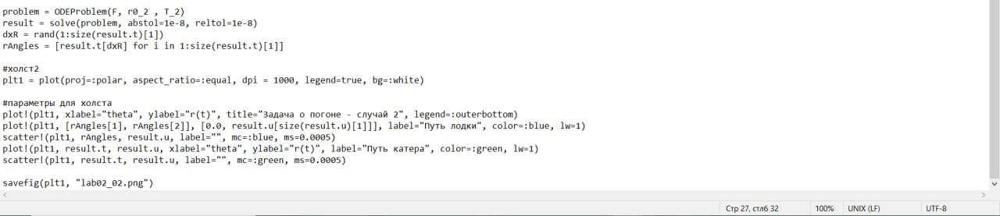 problem = ODEProblem(F, r0_2 , T_2)
result = solve(problem, abstol=1e-8, reltol=1e-8)
dxR = rand(1:size(result.t)[1])
rAngles = [result.t[dxR] for i in 1:size(result.t)[1]]
#холст2
plt1 = plot(proj=:polar, aspect_ratio=:equal, dpi = 1000, legend=true, bg=:white)
#параметры для холста
plot!(plt1, xlabel="theta", ylabel="r(t)", title="Задача о погоне - случай 2", legend=:outerbottom)
plot!(plt1, [rAngles[1], rAngles[2]], [0.0, result.u[size(result.u)[1]]], label="Путь лодки", color=:blue, lw=1)
scatter!(plt1, rAngles, result.u, label="", mc=:blue, ms=0.0005)
plot!(plt1, result.t, result.u, xlabel="theta", ylabel="r(t)", label="Путь катера", color=:green, lw=1)
scatter!(plt1, result.t, result.u, label="", mc=:green, ms=0.0005)
savefig(plt1, "lab02_02.png")
Стр 27, стлб 32 100% UNIX (LF) UTF-8